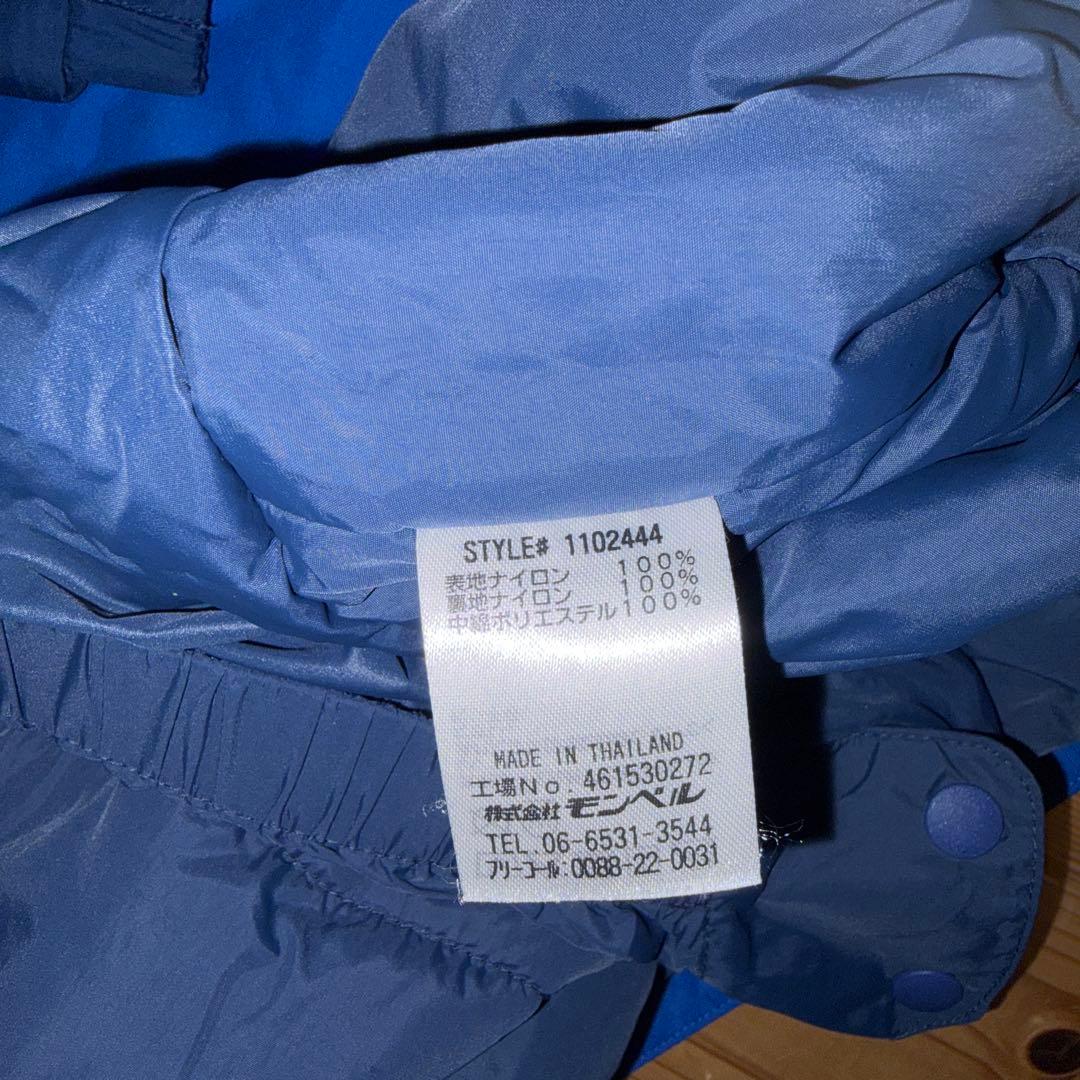 STYLE# 1102444
表地ナイロン 100%
裏地ナイロン 100%
中綿ポリエステル100%
MADE IN THAILAND
工場No. 461530272
株式会社モンベル
TEL.06-6531-3544
フリーコール:0088-22-0031